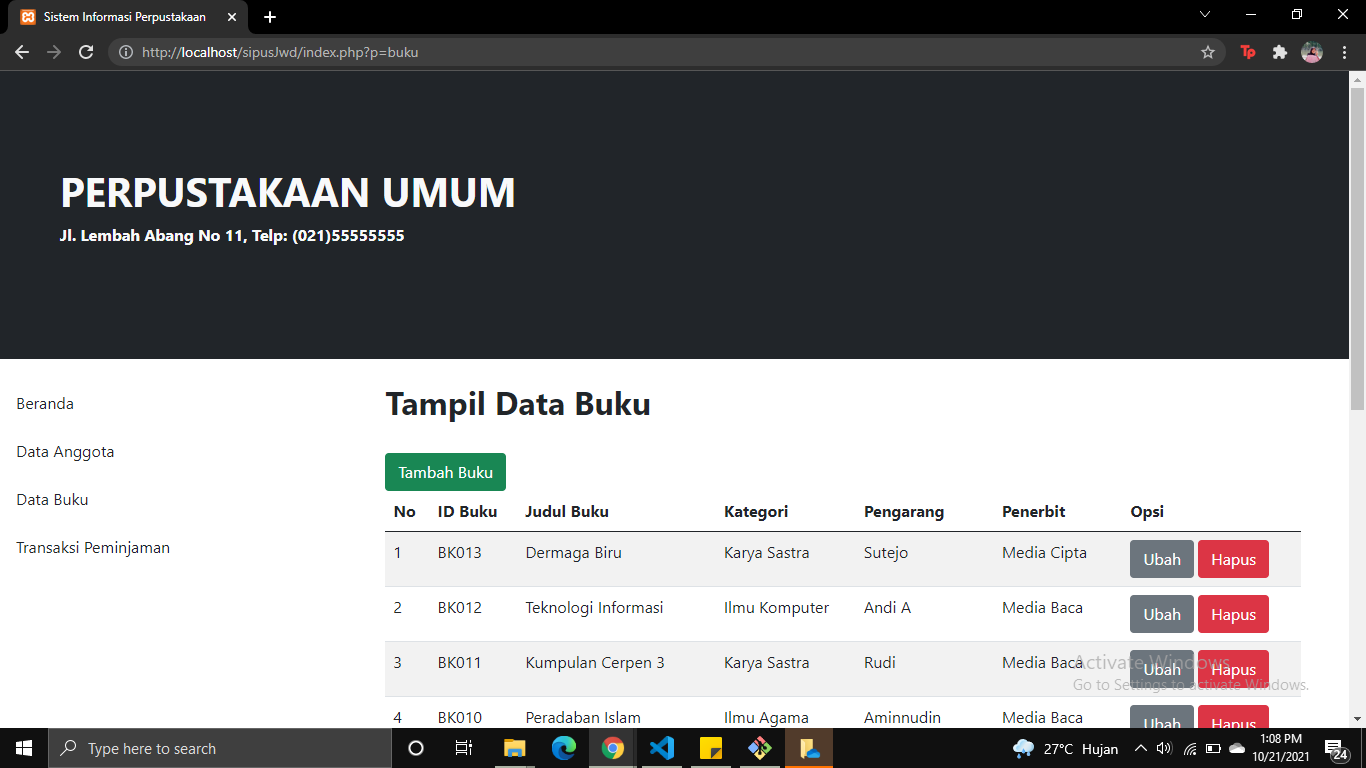 Sistem Informasi Perpustakaan
http://localhost/sipusJwd/index.php?p=buku
Tp
PERPUSTAKAAN UMUM
Jl. Lembah Abang No 11, Telp: (021)55555555
Beranda
Data Anggota
Data Buku
Transaksi Peminjaman
Tampil Data Buku
Tambah Buku
No ID Buku Judul Buku Kategori Pengarang Penerbit Opsi
1 BK013 Dermaga Biru Karya Sastra Sutejo Media Cipta Ubah Hapus
2 BK012 Teknologi Informasi Ilmu Komputer Andi A Media Baca Ubah Hapus
3 BK011 Kumpulan Cerpen 3 Karya Sastra Rudi Media Baca Ubah Hapus
4 BK010 Peradaban Islam Ilmu Agama Aminnudin Media Baca Ubah Hapus
Activate Windows
Go to Settings to activate Windows.
Type here to search
27°C Hujan
1:08 PM
10/21/2021
24